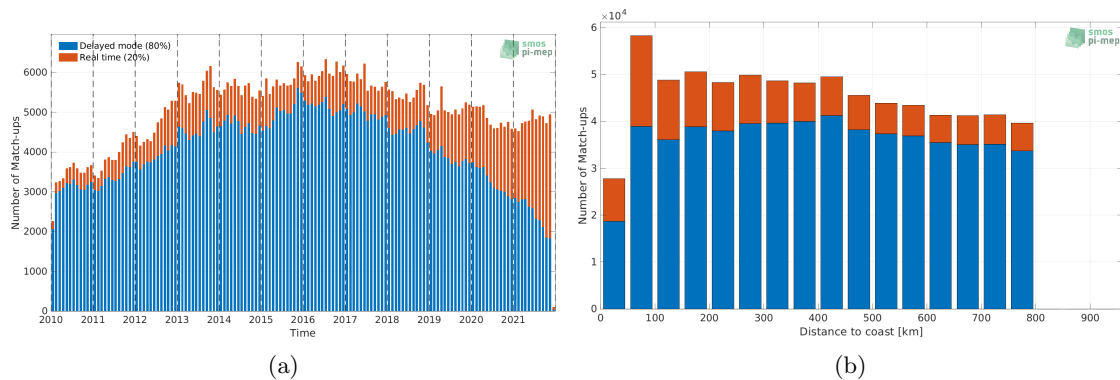 Delayed mode (80%)
Real time (20%)
smos
pi-mep
6000
5000
4000
3000
2000
1000
0
Number of Match-ups
2010 2011 2012 2013 2014 2015 2016 2017 2018 2019 2020 2021
Time
(a)
×10⁴
smos
pi-mep
6
5
4
3
2
1
0
Number of Match-ups
0 100 200 300 400 500 600 700 800 900
Distance to coast [km]
(b)